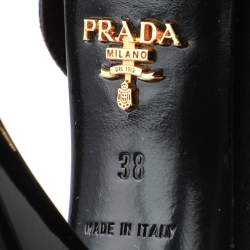 PRADA
MILANO
DAL 1913
38
MADE IN ITALY